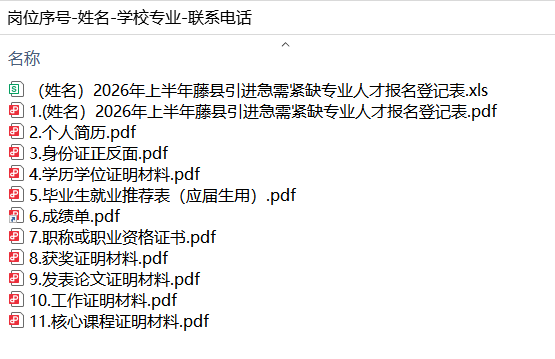 岗位序号-姓名-学校专业-联系电话
名称
（姓名）2026年上半年藤县引进急需紧缺专业人才报名登记表.xls
1.(姓名）2026年上半年藤县引进急需紧缺专业人才报名登记表.pdf
2.个人简历.pdf
3.身份证正反面.pdf
4.学历学位证明材料.pdf
5.毕业生就业推荐表（应届生用）.pdf
6.成绩单.pdf
7.职称或职业资格证书.pdf
8.获奖证明材料.pdf
9.发表论文证明材料.pdf
10.工作证明材料.pdf
11.核心课程证明材料.pdf